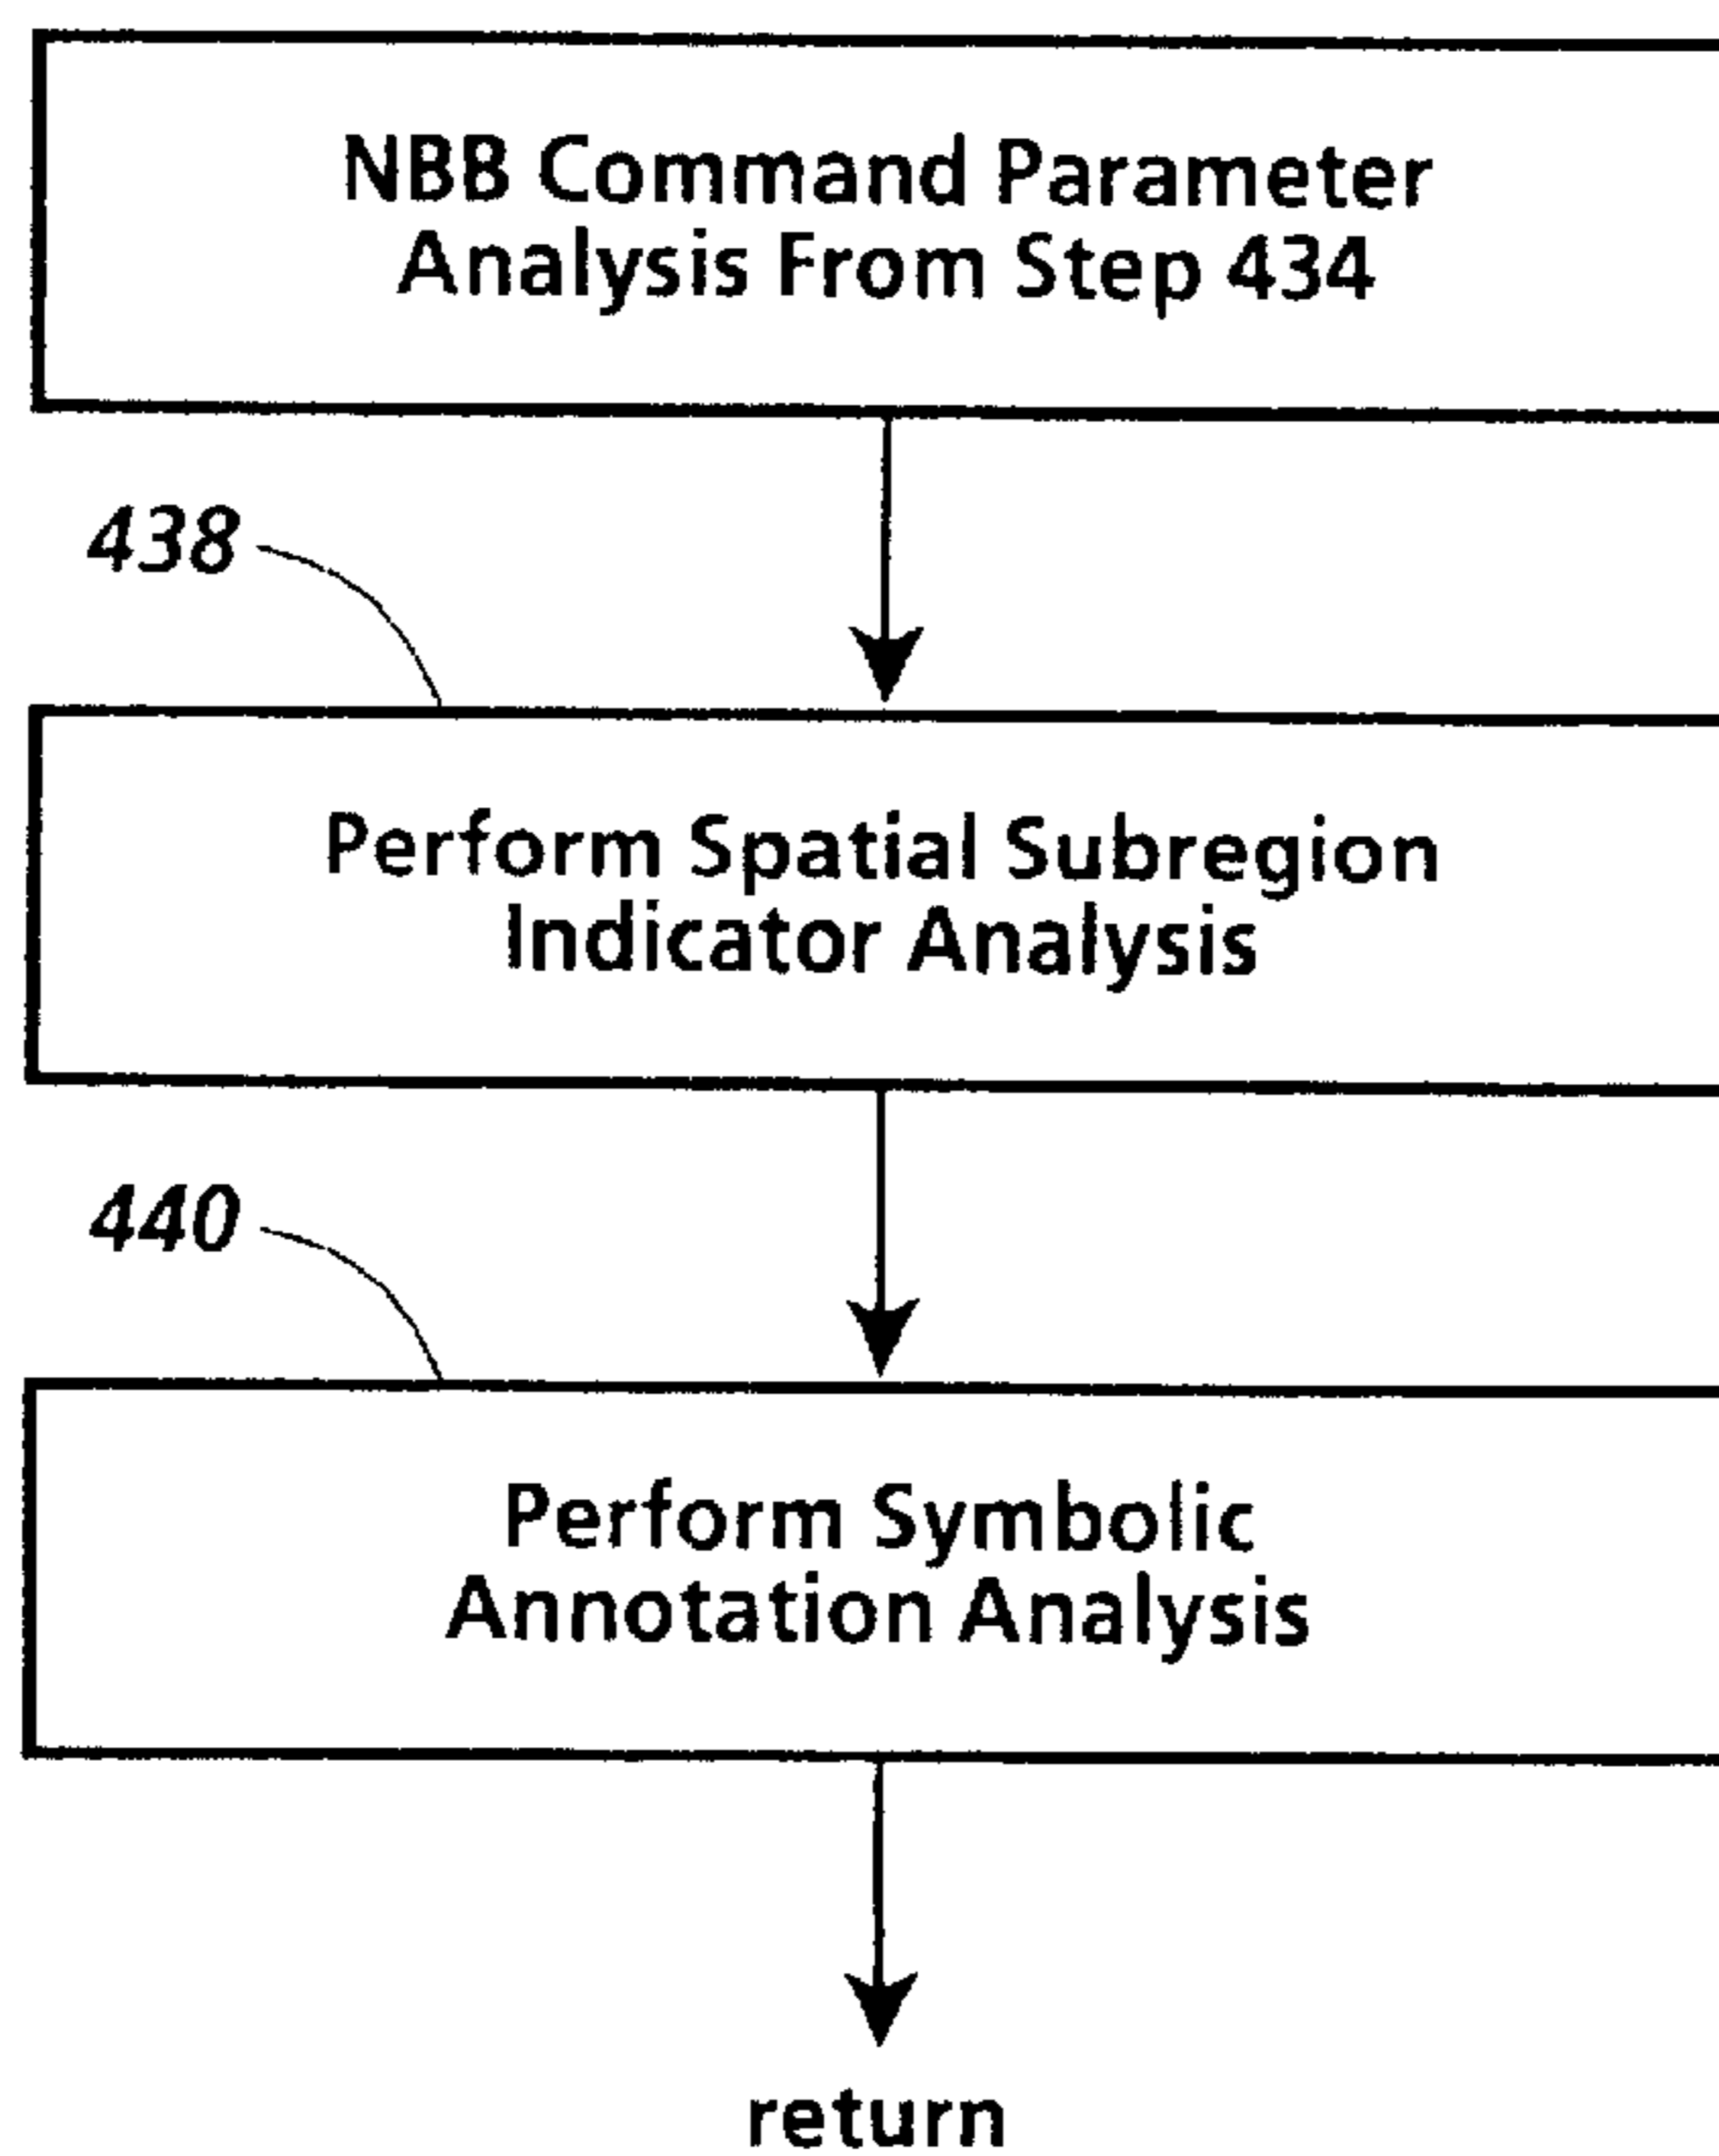 NBB Command Parameter
Analysis From Step 434
438
Perform Spatial Subregion
Indicator Analysis
440
Perform Symbolic
Annotation Analysis
return